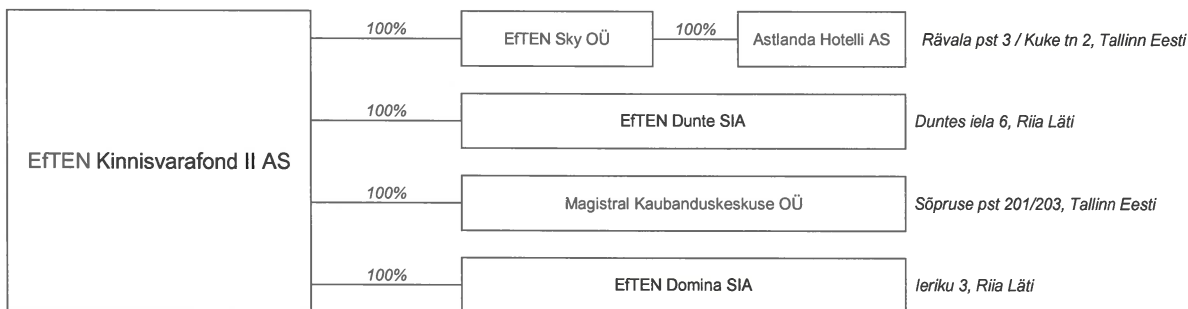 100% EfTEN Sky OÜ 100% Astlanda Hotelli AS Rävala pst 3 / Kuke tn 2, Tallinn Eesti
100% EfTEN Dunte SIA Duntes iela 6, Riia Läti
EfTEN Kinnisvarafond II AS
100% Magistral Kaubanduskeskuse OÜ Sõpruse pst 201/203, Tallinn Eesti
100% EfTEN Domina SIA Ieriku 3, Riia Läti